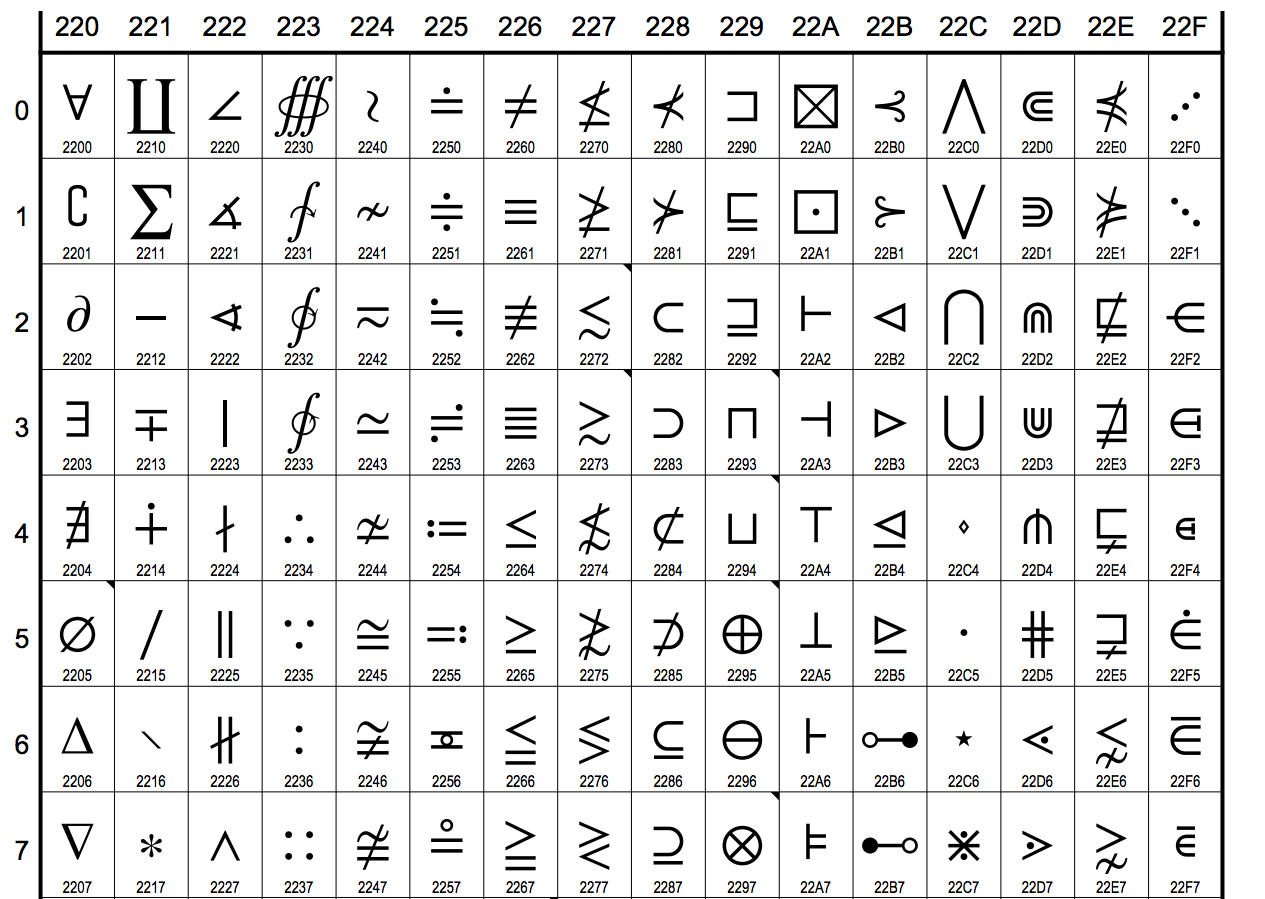 220 221 222 223 224 225 226 227 228 229 22A 22B 22C 22D 22E 22F
0 ∀ ∐ ∠ ∰ ≀ ≐ ≠ ≰ ⊀ ⊐ ⊠ ⊰ ⋀ ⋐ ⋠ ⋰
2200 2210 2220 2230 2240 2250 2260 2270 2280 2290 22A0 22B0 22C0 22D0 22E0 22F0
1 ∁ ∑ ∡ ∱ ≁ ≑ ≡ ≱ ⊁ ⊑ ⊡ ⊱ ⋁ ⋑ ⋡ ⋱
2201 2211 2221 2231 2241 2251 2261 2271 2281 2291 22A1 22B1 22C1 22D1 22E1 22F1
2 ∂ − ∢ ∲ ≂ ≒ ≢ ≲ ⊂ ⊒ ⊢ ⊲ ⋂ ⋒ ⋢ ⋲
2202 2212 2222 2232 2242 2252 2262 2272 2282 2292 22A2 22B2 22C2 22D2 22E2 22F2
3 ∃ ∓ ∣ ∳ ≃ ≓ ≣ ≳ ⊃ ⊓ ⊣ ⊳ ⋃ ⋓ ⋣ ⋳
2203 2213 2223 2233 2243 2253 2263 2273 2283 2293 22A3 22B3 22C3 22D3 22E3 22F3
4 ∄ ∔ ∤ ∴ ≄ ≔ ≤ ≴ ⊄ ⊔ ⊤ ⊴ ⋄ ⋔ ⋤ ⋴
2204 2214 2224 2234 2244 2254 2264 2274 2284 2294 22A4 22B4 22C4 22D4 22E4 22F4
5 ∅ ∕ ∥ ∵ ≅ ≕ ≥ ≵ ⊅ ⊕ ⊥ ⊵ ⋅ ⋕ ⋥ ⋵
2205 2215 2225 2235 2245 2255 2265 2275 2285 2295 22A5 22B5 22C5 22D5 22E5 22F5
6 ∆ ∖ ∦ ∶ ≆ ≖ ≦ ≶ ⊆ ⊖ ⊦ ⊶ ⋆ ⋖ ⋦ ⋶
2206 2216 2226 2236 2246 2256 2266 2276 2286 2296 22A6 22B6 22C6 22D6 22E6 22F6
7 ∇ ∗ ∧ ∷ ≇ ≗ ≧ ≷ ⊇ ⊗ ⊧ ⊷ ⋇ ⋗ ⋧ ⋷
2207 2217 2227 2237 2247 2257 2267 2277 2287 2297 22A7 22B7 22C7 22D7 22E7 22F7